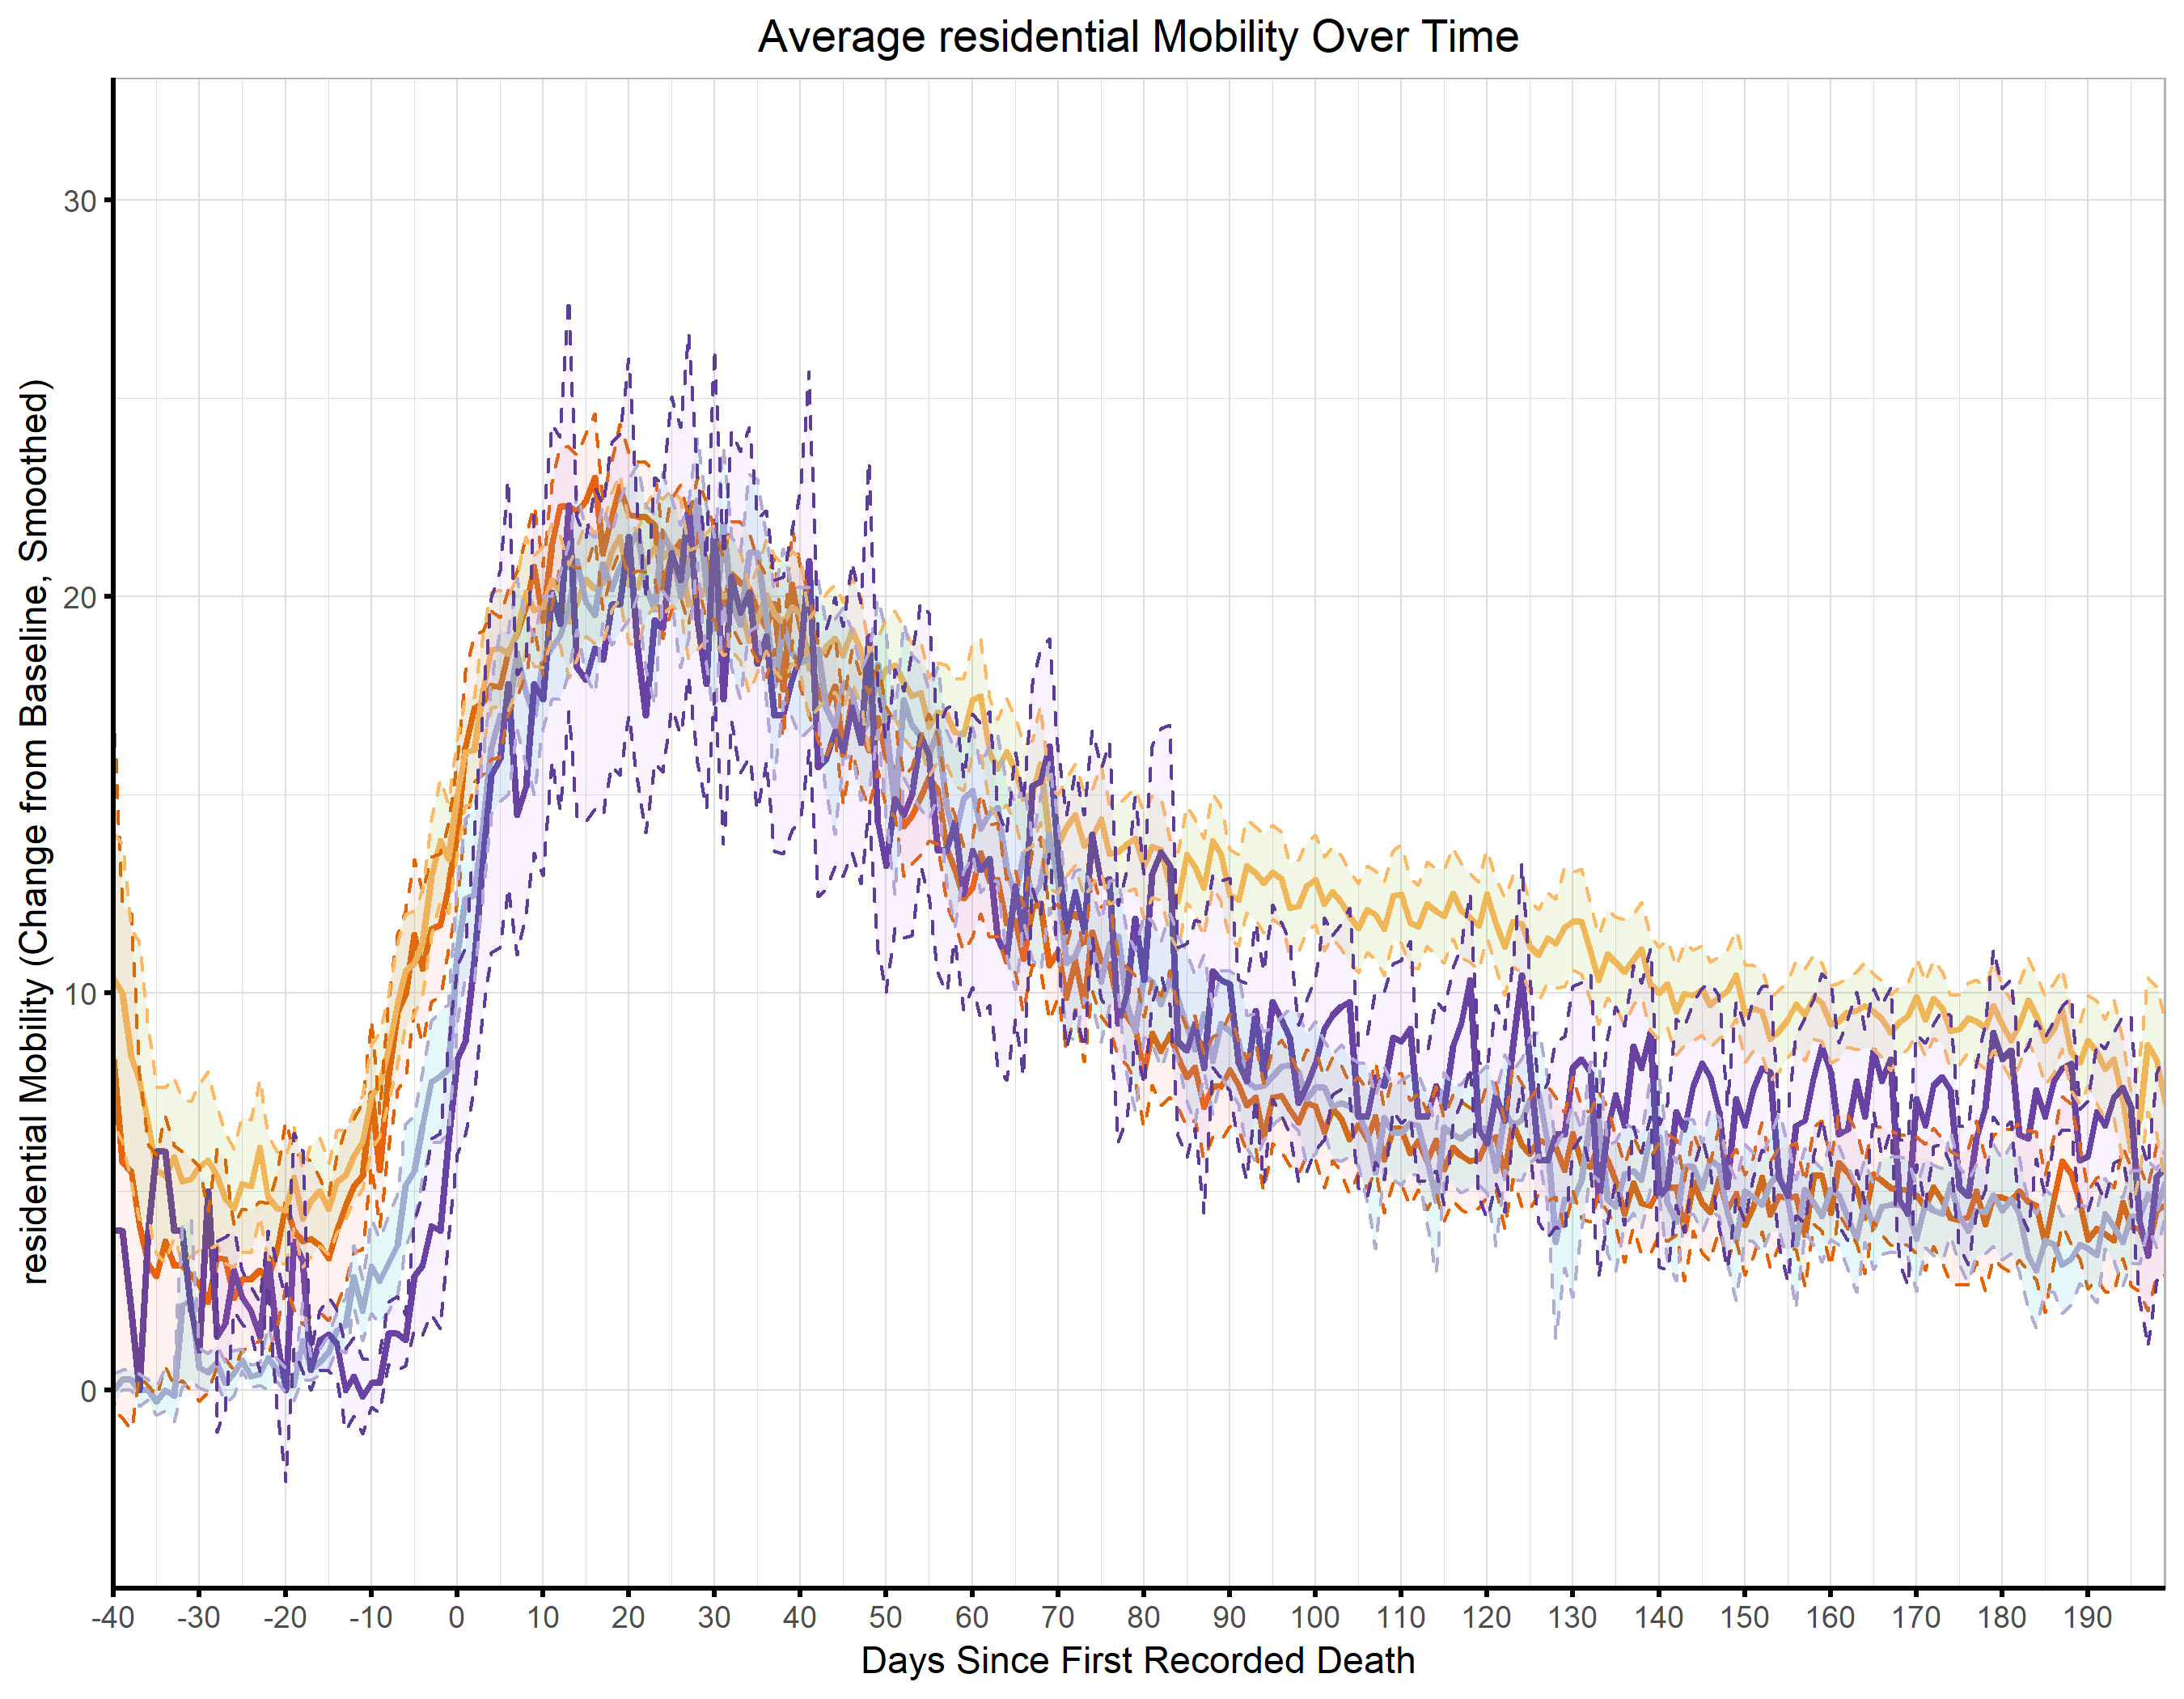 Average residential Mobility Over Time
residential Mobility (Change from Baseline, Smoothed)
30
20
10
0
-40 -30 -20 -10 0 10 20 30 40 50 60 70 80 90 100 110 120 130 140 150 160 170 180 190
Days Since First Recorded Death